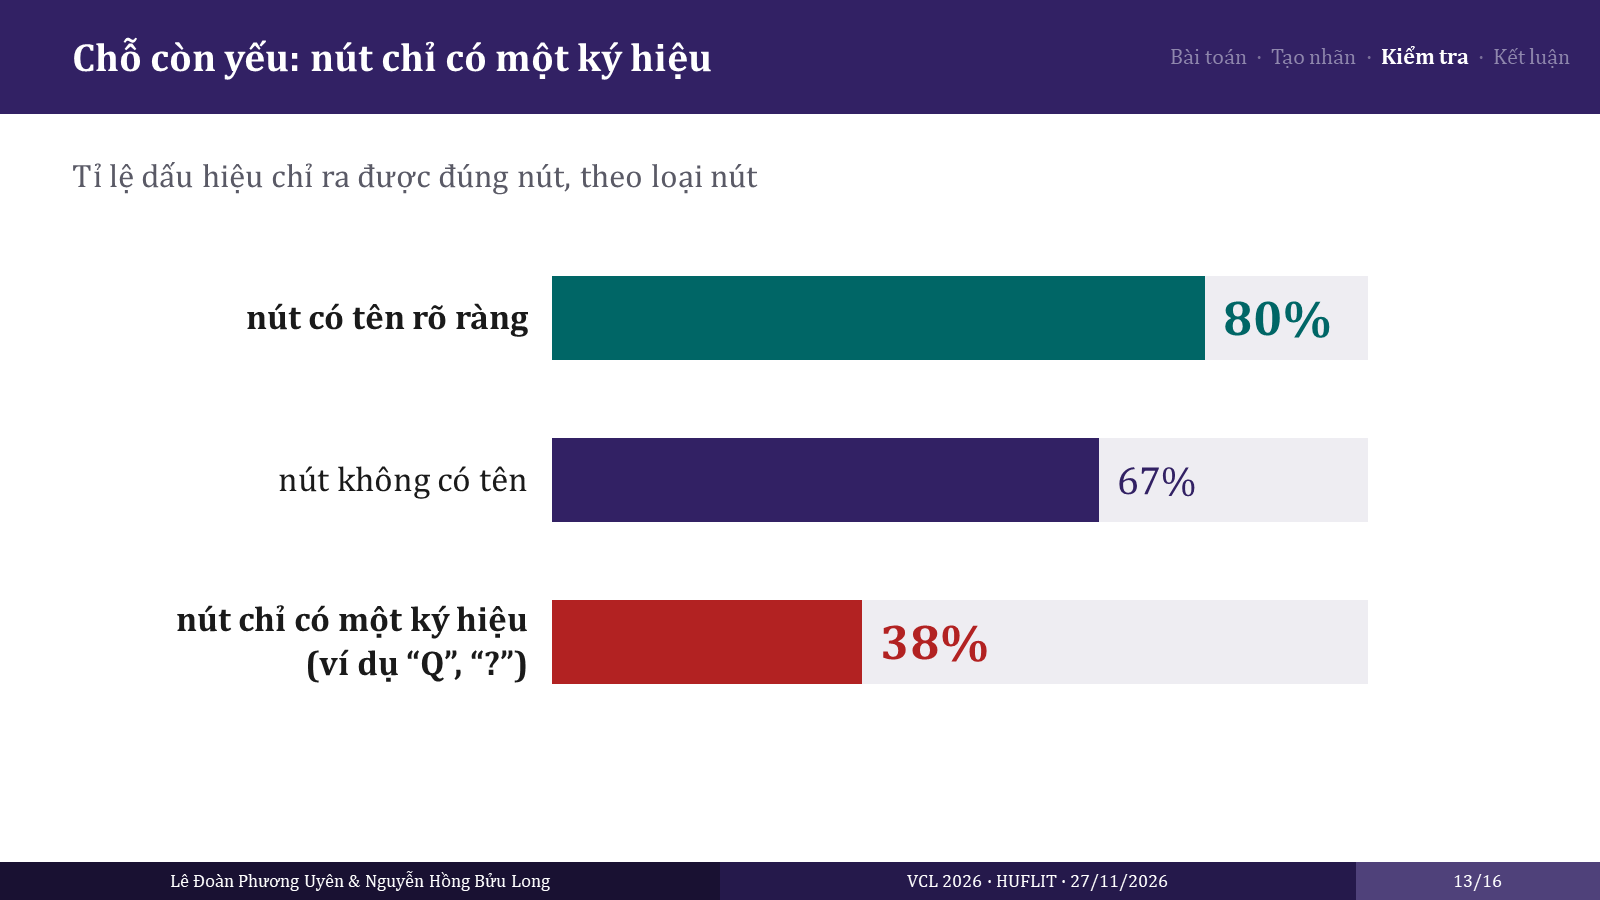 Chỗ còn yếu: nút chỉ có một ký hiệu
Bài toán · Tạo nhãn · Kiểm tra · Kết luận
Tỉ lệ dấu hiệu chỉ ra được đúng nút, theo loại nút
nút có tên rõ ràng
80%
nút không có tên
67%
nút chỉ có một ký hiệu
(ví dụ “Q”, “?”)
38%
Lê Đoàn Phương Uyên & Nguyễn Hồng Bửu Long
VCL 2026 · HUFLIT · 27/11/2026
13/16